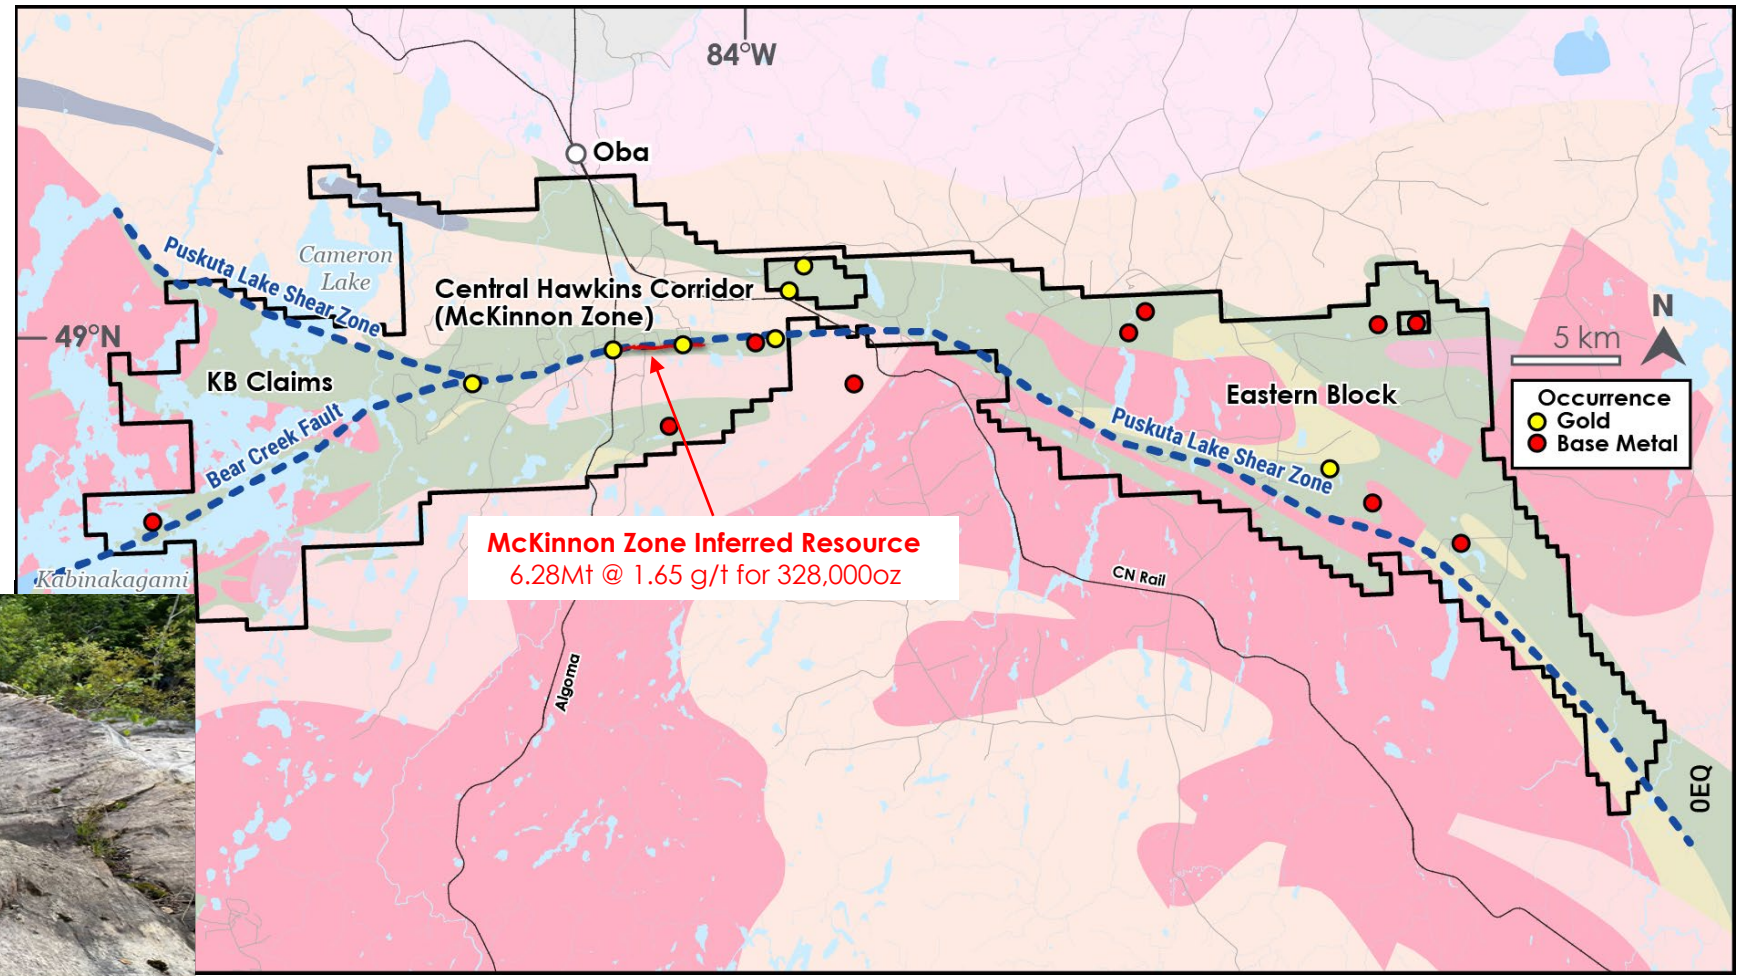 84°W
Oba
Cameron
Lake
Puskuta Lake Shear Zone
Central Hawkins Corridor
(McKinnon Zone)
49°N
N
5 km
KB Claims
Eastern Block
Occurrence
Gold
Base Metal
Bear Creek Fault
Puskuta Lake Shear Zone
McKinnon Zone Inferred Resource
6.28Mt @ 1.65 g/t for 328,000oz
Kabinakagami
CN Rail
Algoma
OEQ